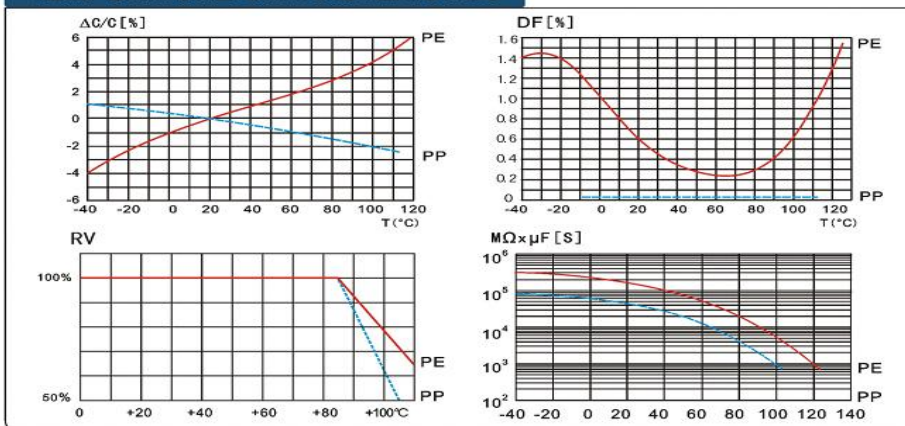 ΔC/C[%]
6
4
2
0
-2
-4
-6
-40 -20 0 20 40 60 80 100 120
T(°C)
PE
PP
DF[%]
1.6
1.4
1.2
1.0
0.8
0.6
0.4
0.2
0
-40 -20 0 20 40 60 80 100 120
T(°C)
PE
PP
RV
100%
50%
0 +20 +40 +60 +80 +100℃
PE
PP
MΩxμF[S]
10⁶
10⁵
10⁴
10³
10²
-40 -20 0 20 40 60 80 100 120 140
PE
PP